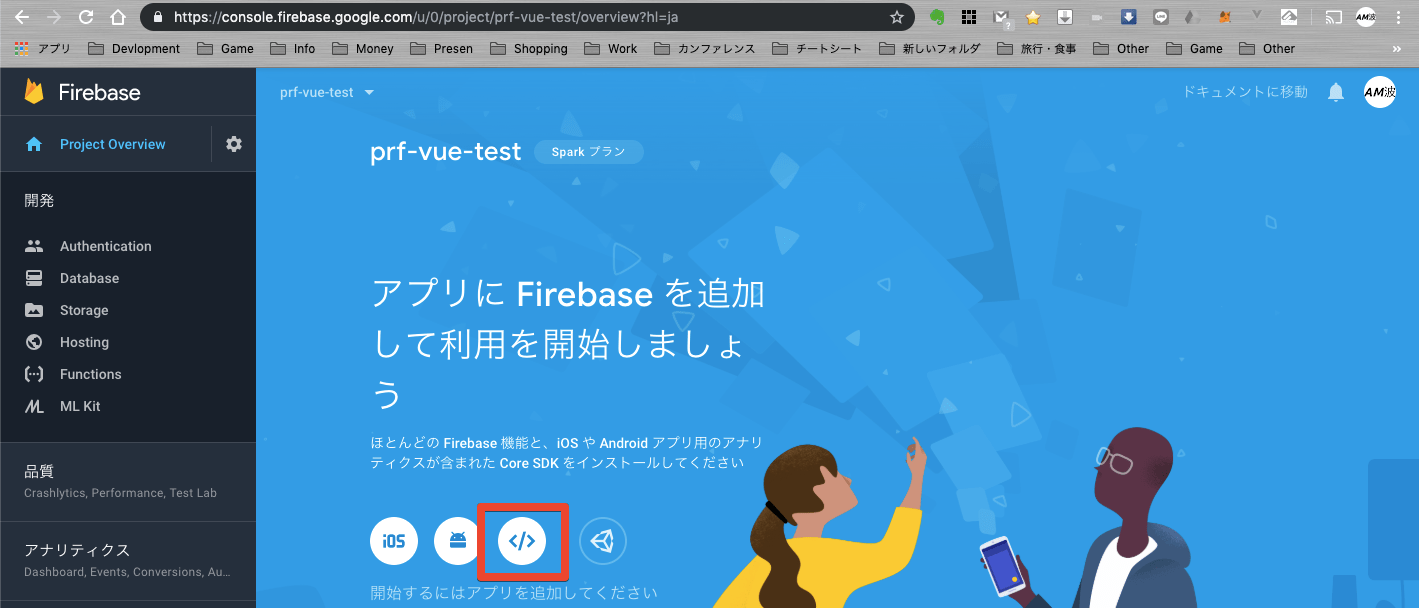 https://console.firebase.google.com/u/0/project/prf-vue-test/overview?hl=ja
AM波
アプリ Devlopment Game Info Money Presen Shopping Work カンファレンス チートシート 新しいフォルダ 旅行・食事 Other Game Other »
Firebase
prf-vue-test
ドキュメントに移動
AM波
Project Overview
prf-vue-test
Spark プラン
開発
Authentication
Database
Storage
Hosting
Functions
ML Kit
品質
Crashlytics, Performance, Test Lab
アナリティクス
Dashboard, Events, Conversions, Au...
アプリに Firebase を追加
して利用を開始しましょ
う
ほとんどの Firebase 機能と、iOS や Android アプリ用のアナリ
ティクスが含まれた Core SDK をインストールしてください
iOS
</>
開始するにはアプリを追加してください